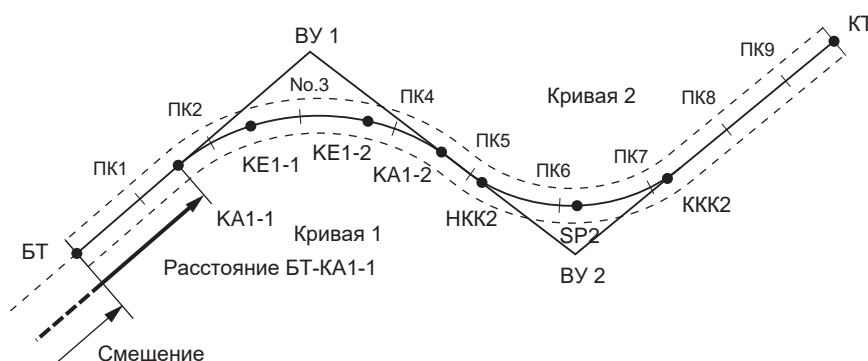 КТ
ВУ 1
ПК9
No.3
ПК2
ПК4
Кривая 2
ПК8
ПК1
KE1-1
KE1-2
ПК5
KA1-2
ПК6
ПК7
KA1-1
НКК2
ККК2
Кривая 1
SP2
БТ
Расстояние БТ-KA1-1
ВУ 2
Смещение